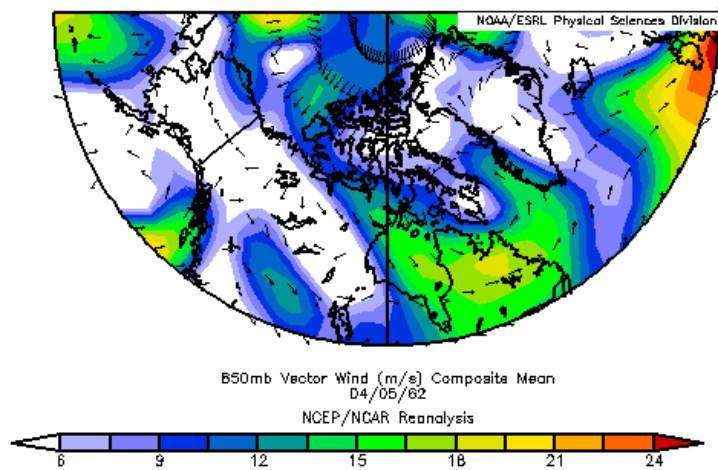 NOAA/ESRL Physical Sciences Division
850mb Vector Wind (m/s) Composite Mean
04/05/62
NCEP/NCAR Reanalysis
6 9 12 15 18 21 24